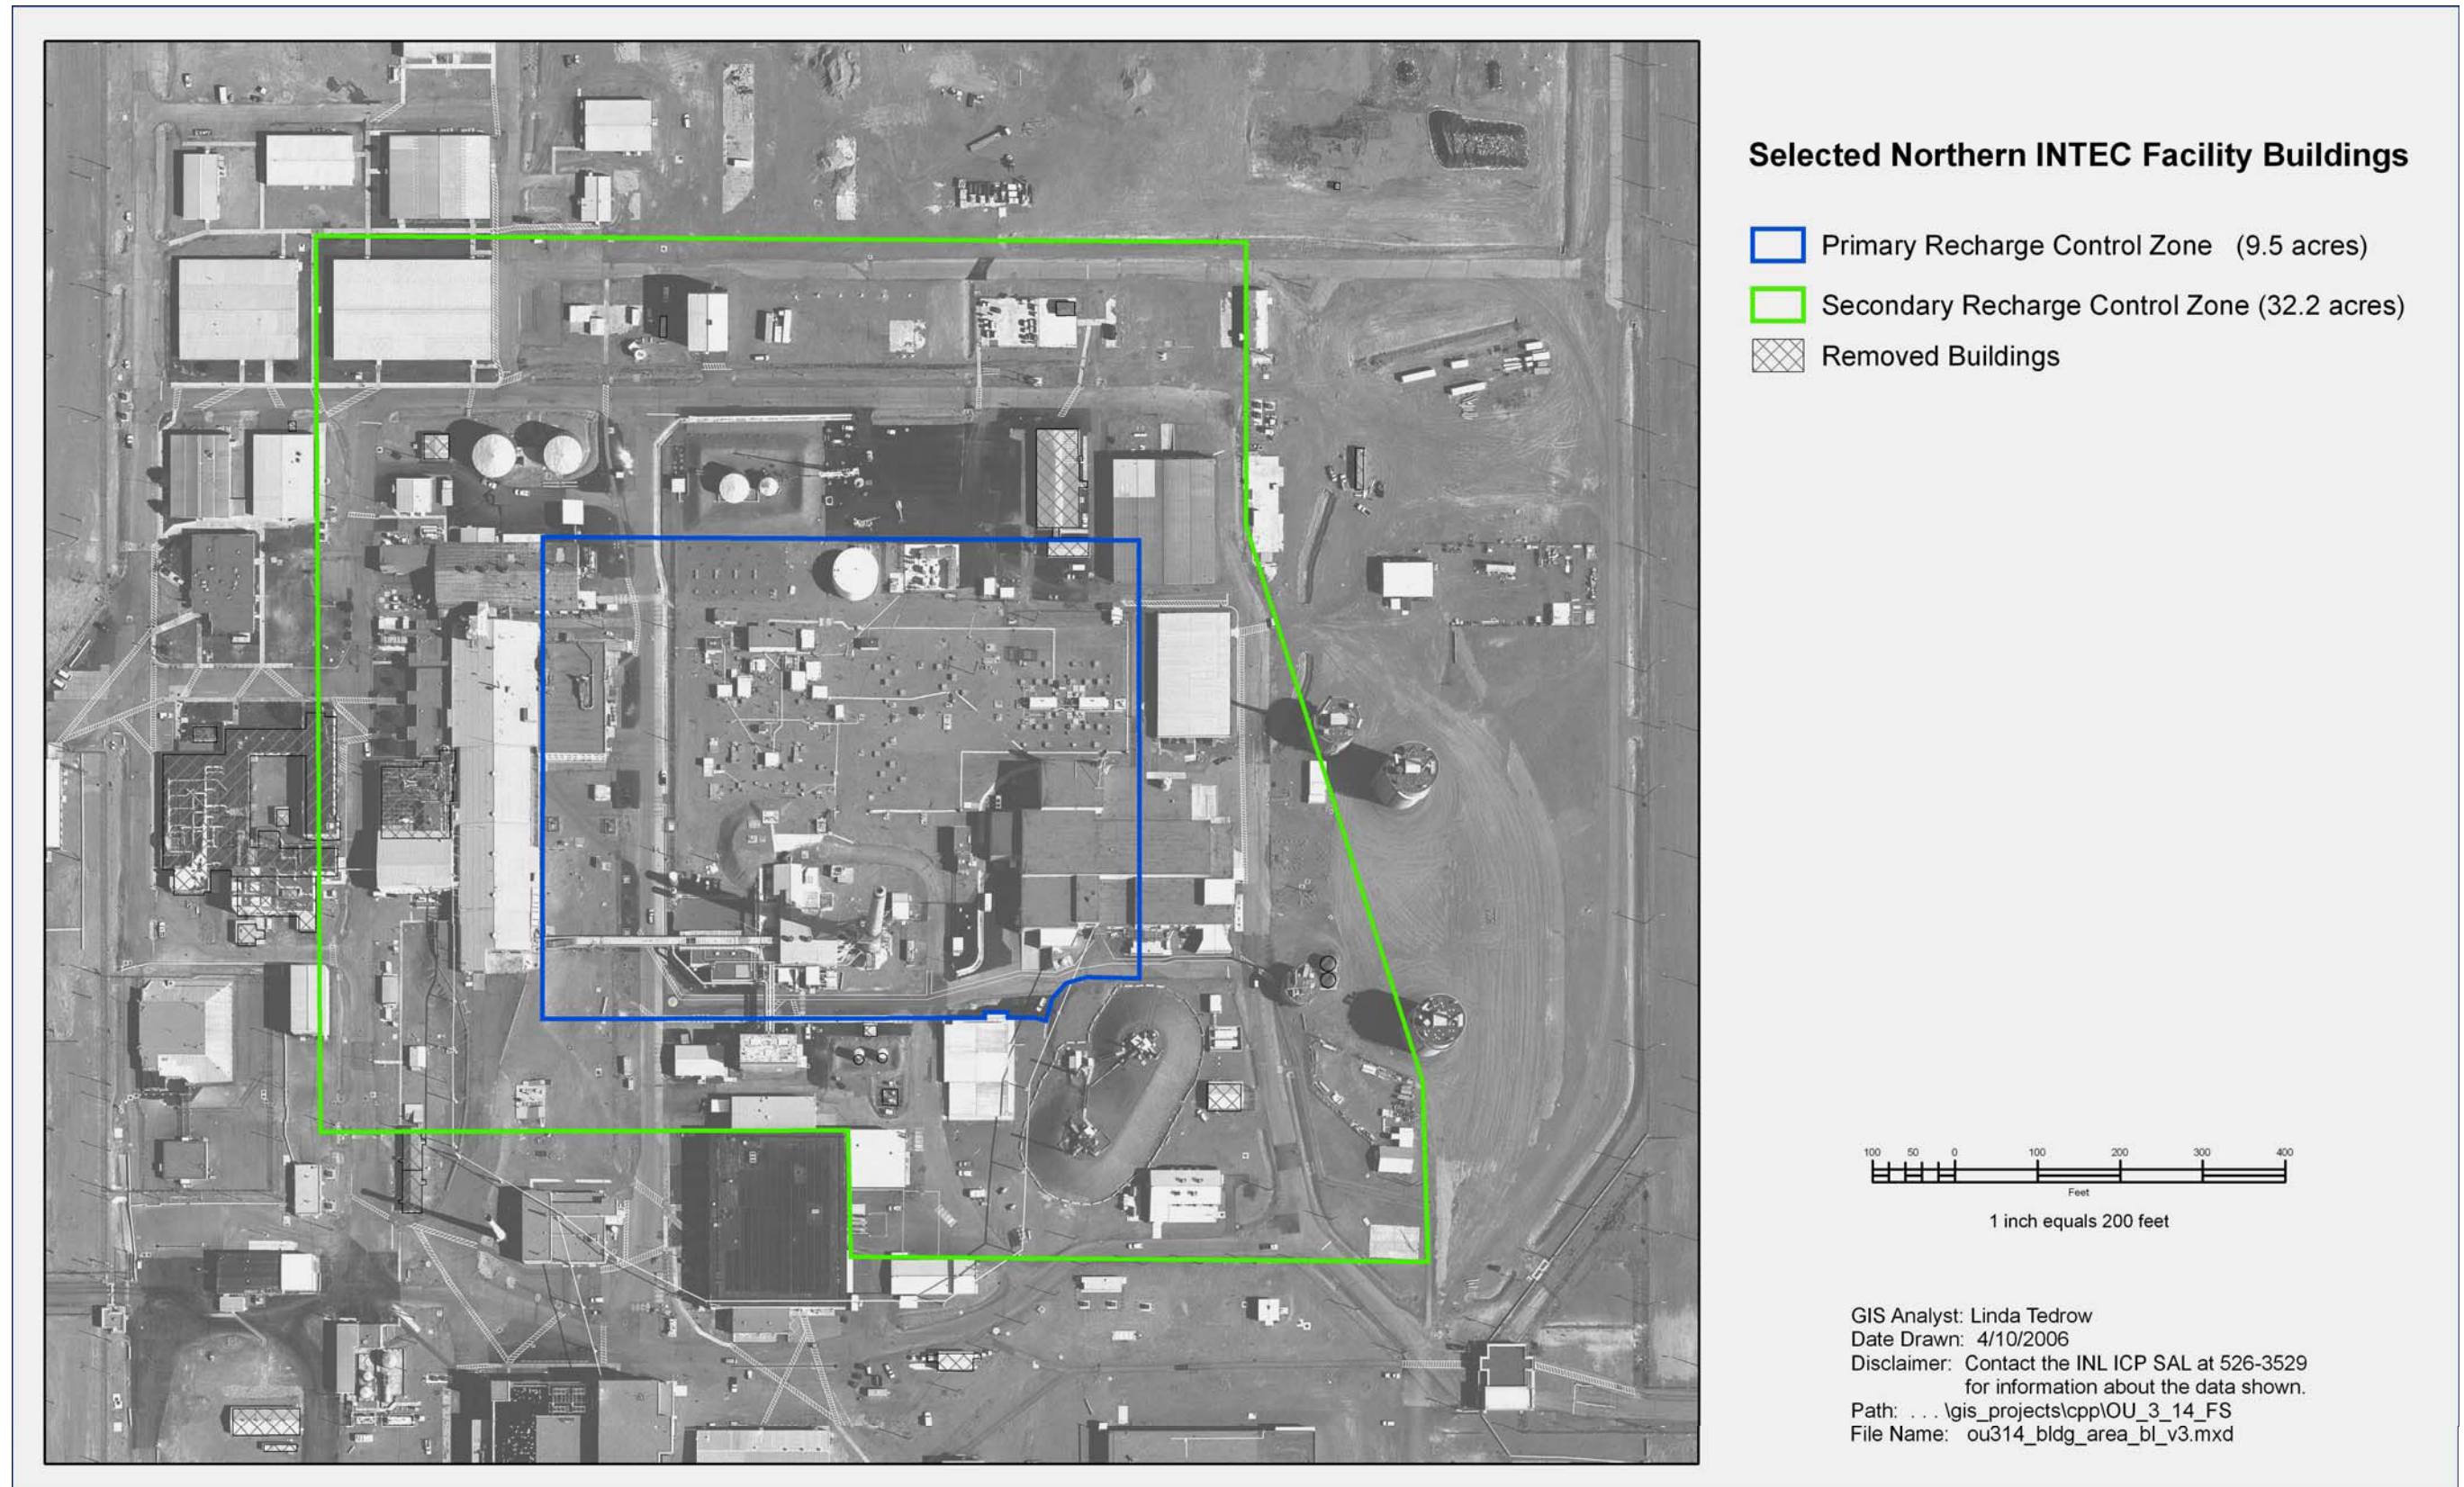 Selected Northern INTEC Facility Buildings
Primary Recharge Control Zone (9.5 acres)
Secondary Recharge Control Zone (32.2 acres)
Removed Buildings
100 50 0 100 200 300 400
Feet
1 inch equals 200 feet
GIS Analyst: Linda Tedrow
Date Drawn: 4/10/2006
Disclaimer: Contact the INL ICP SAL at 526-3529
for information about the data shown.
Path: . . . \gis_projects\cpp\OU_3_14_FS
File Name: ou314_bldg_area_bl_v3.mxd